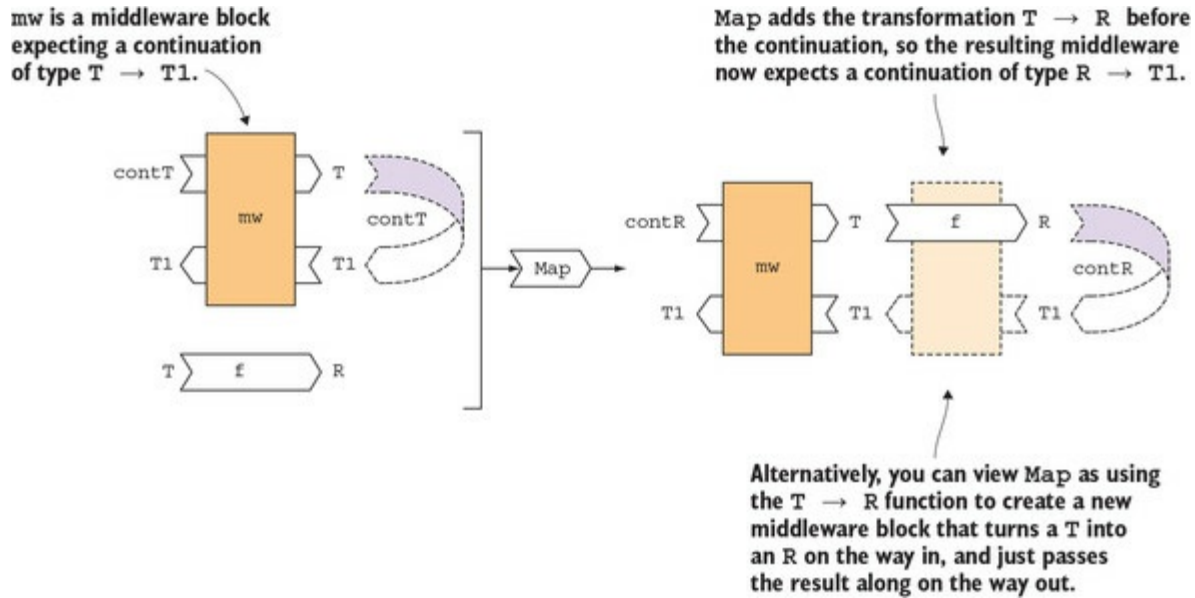 mw is a middleware block
expecting a continuation
of type T → T1.
contT
T
mw
contT
T1
T1
T
f
R
Map
Map adds the transformation T → R before
the continuation, so the resulting middleware
now expects a continuation of type R → T1.
contR
T
f
R
mw
contR
T1
T1
T1
Alternatively, you can view Map as using
the T → R function to create a new
middleware block that turns a T into
an R on the way in, and just passes
the result along on the way out.